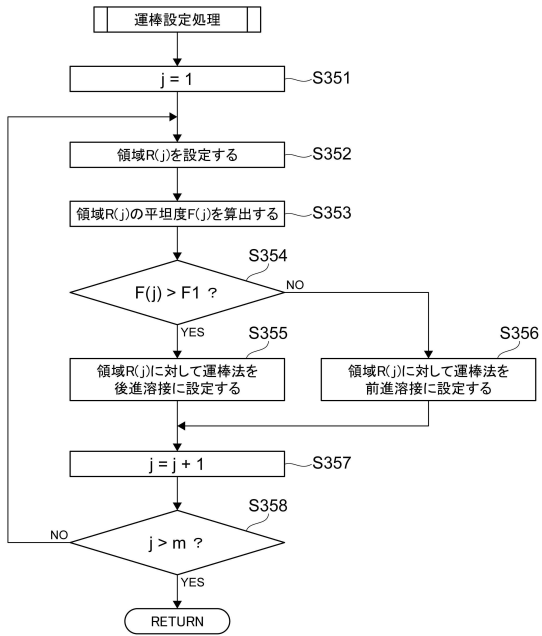 運棒設定処理
j = 1
S351
領域R(j)を設定する
S352
領域R(j)の平坦度F(j)を算出する
S353
S354
F(j) > F1 ?
NO
YES
S355
領域R(j)に対して運棒法を
後進溶接に設定する
S356
領域R(j)に対して運棒法を
前進溶接に設定する
j = j + 1
S357
S358
j > m ?
NO
YES
RETURN